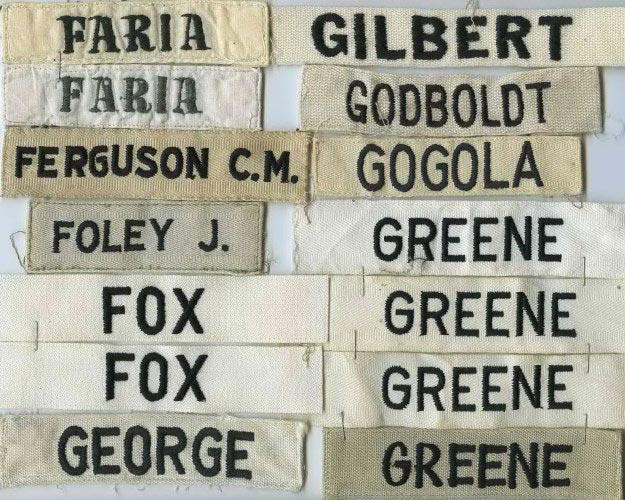 FARIA
FARIA
FERGUSON C.M.
FOLEY J.
FOX
FOX
GEORGE
GILBERT
GODBOLDT
GOGOLA
GREENE
GREENE
GREENE
GREENE